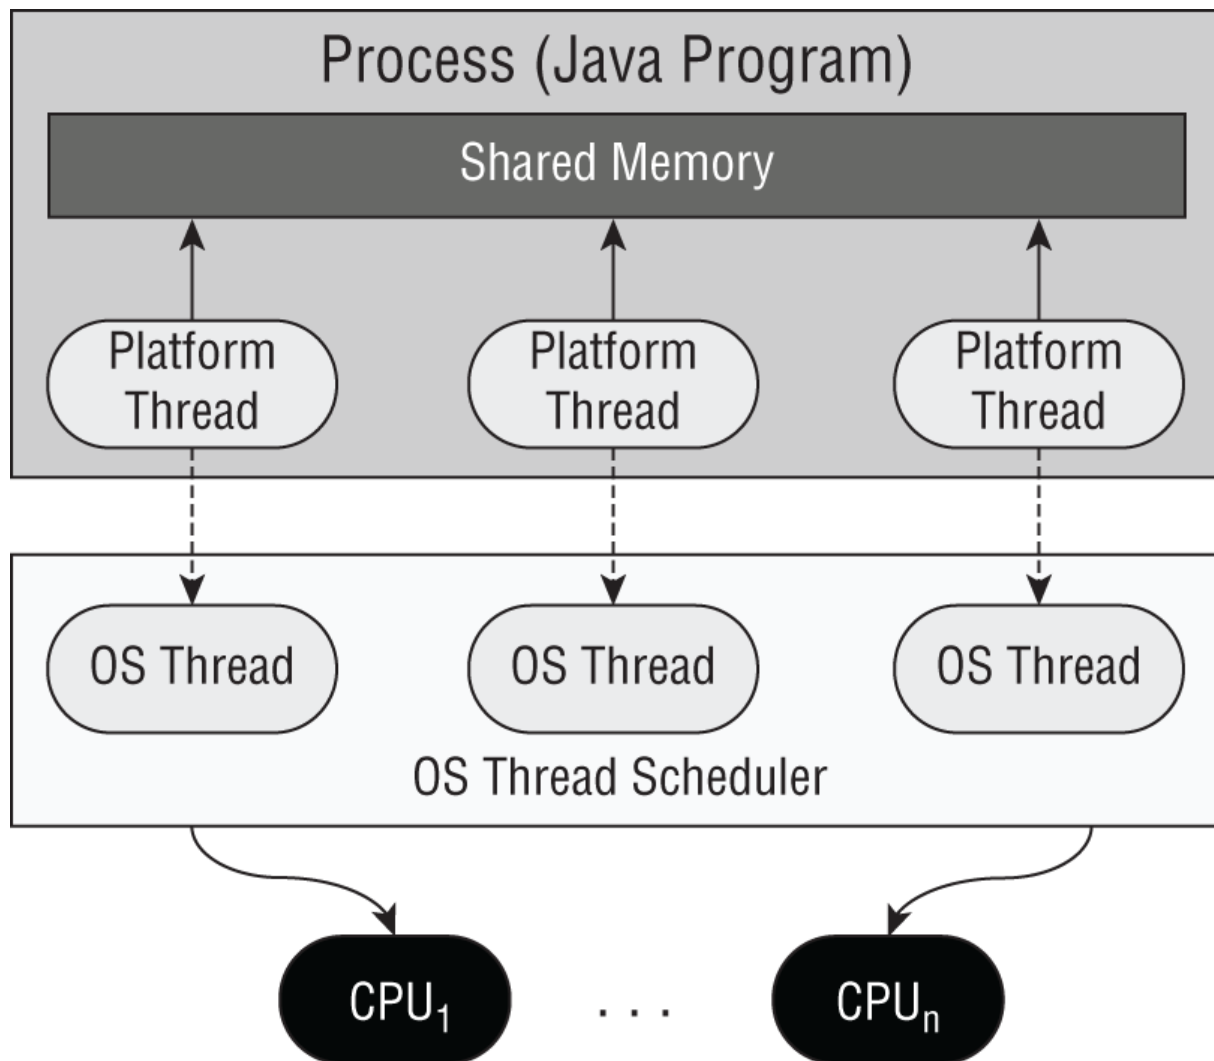 Process (Java Program)
Shared Memory
Platform
Thread
Platform
Thread
Platform
Thread
OS Thread
OS Thread
OS Thread
OS Thread Scheduler
CPU₁
. . .
CPUₙ